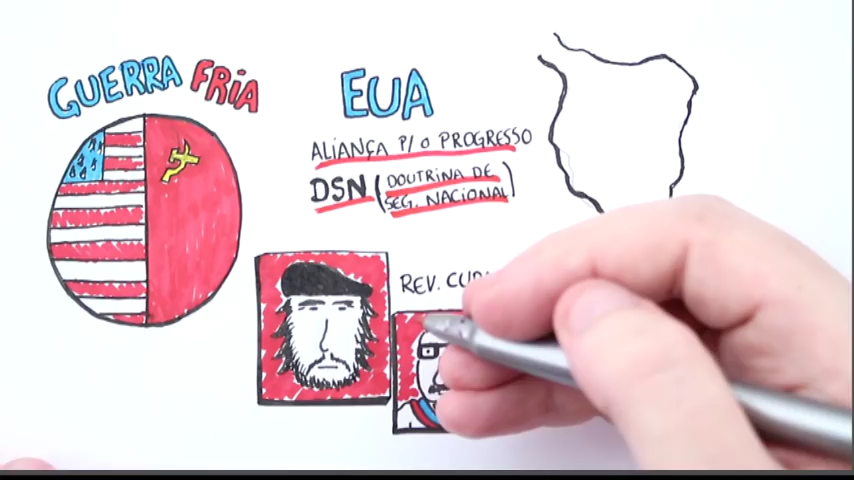 GUERRA FRIA
EUA
ALIANÇA P/ O PROGRESSO
DSN (DOUTRINA DE
SEG. NACIONAL)
REV.